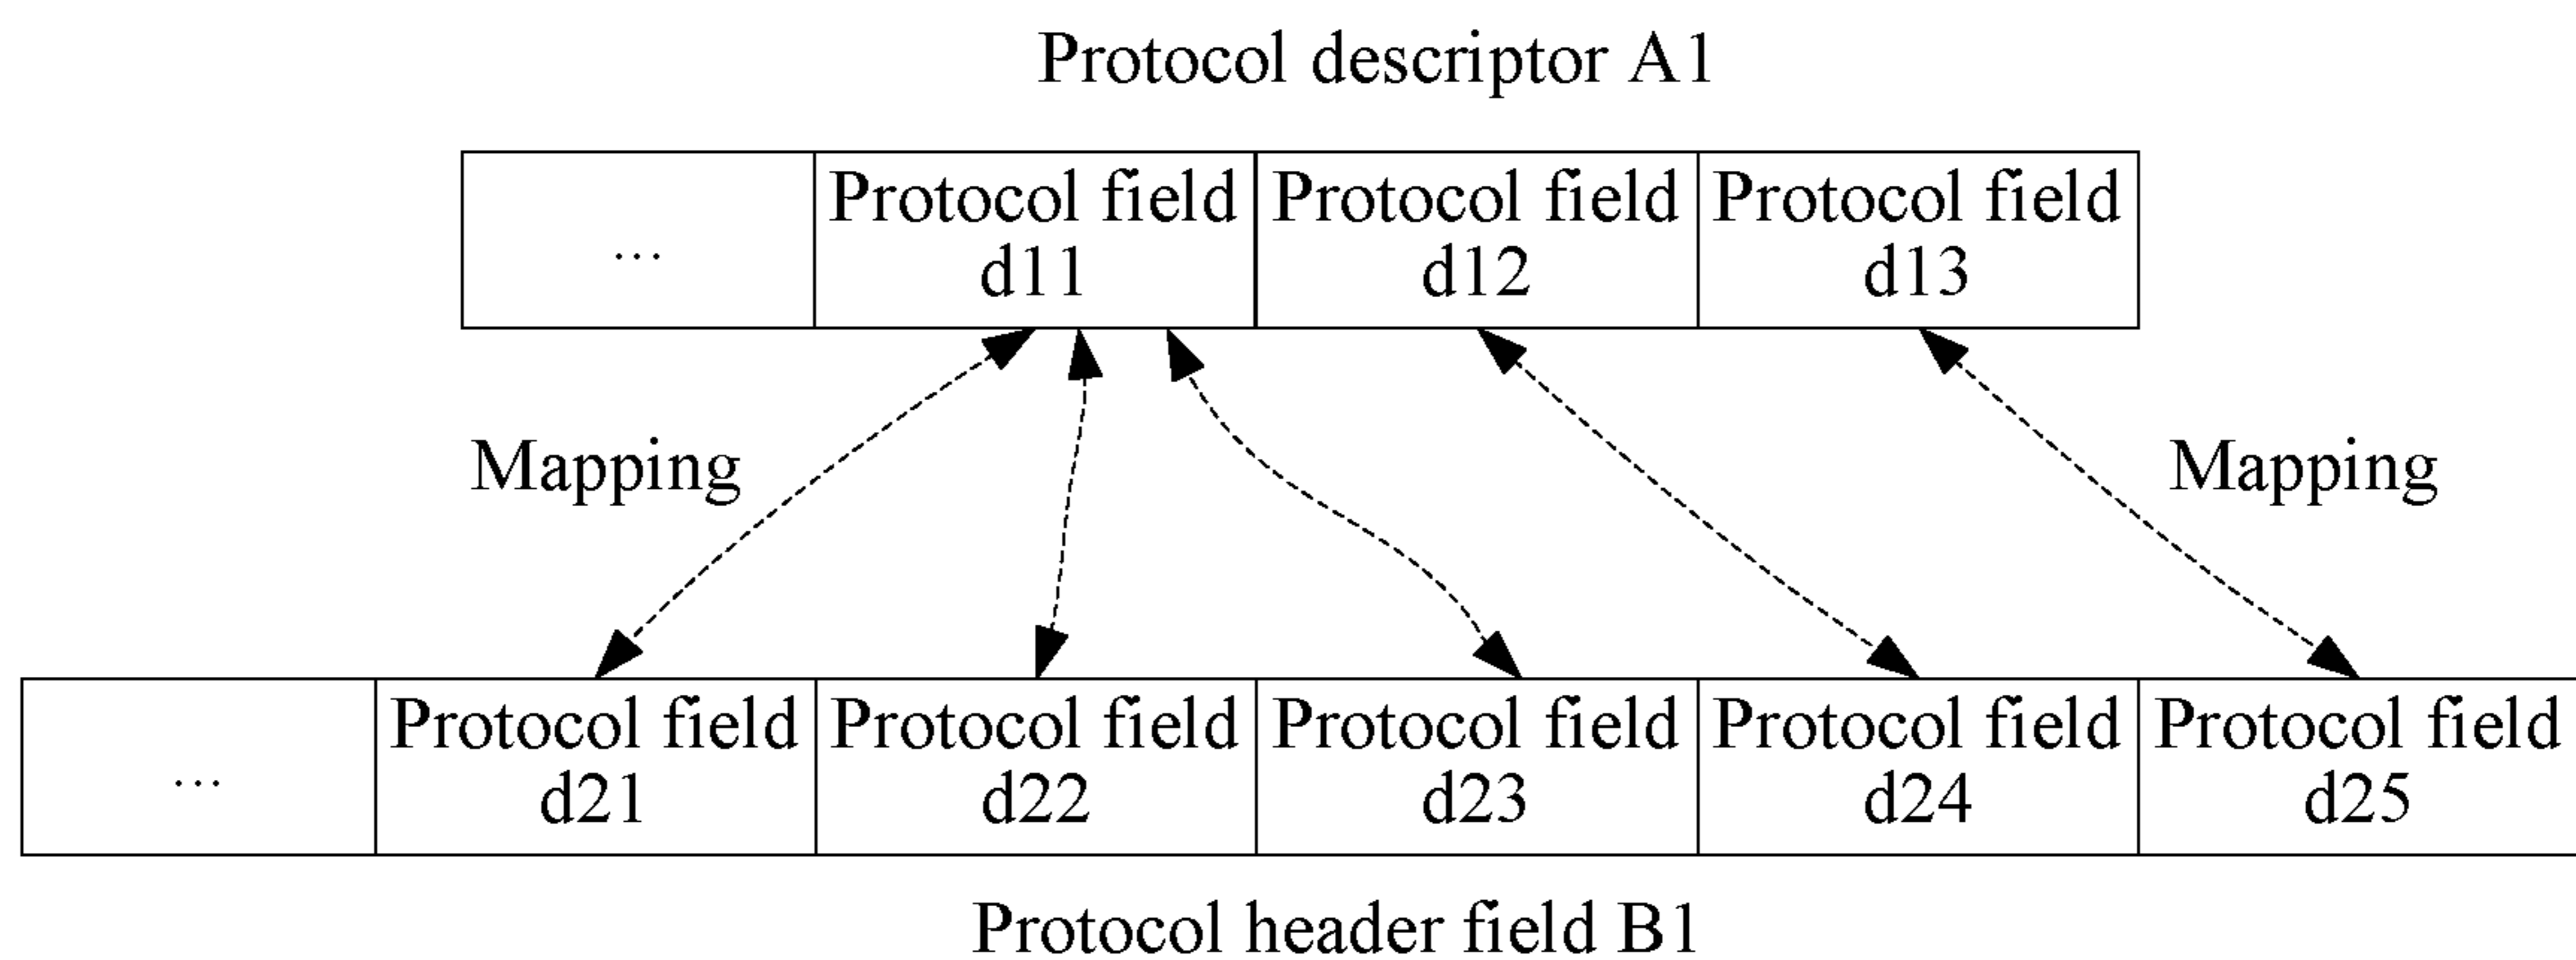 Protocol descriptor A1
...
Protocol field
d11
Protocol field
d12
Protocol field
d13
Mapping
Mapping
...
Protocol field
d21
Protocol field
d22
Protocol field
d23
Protocol field
d24
Protocol field
d25
Protocol header field B1